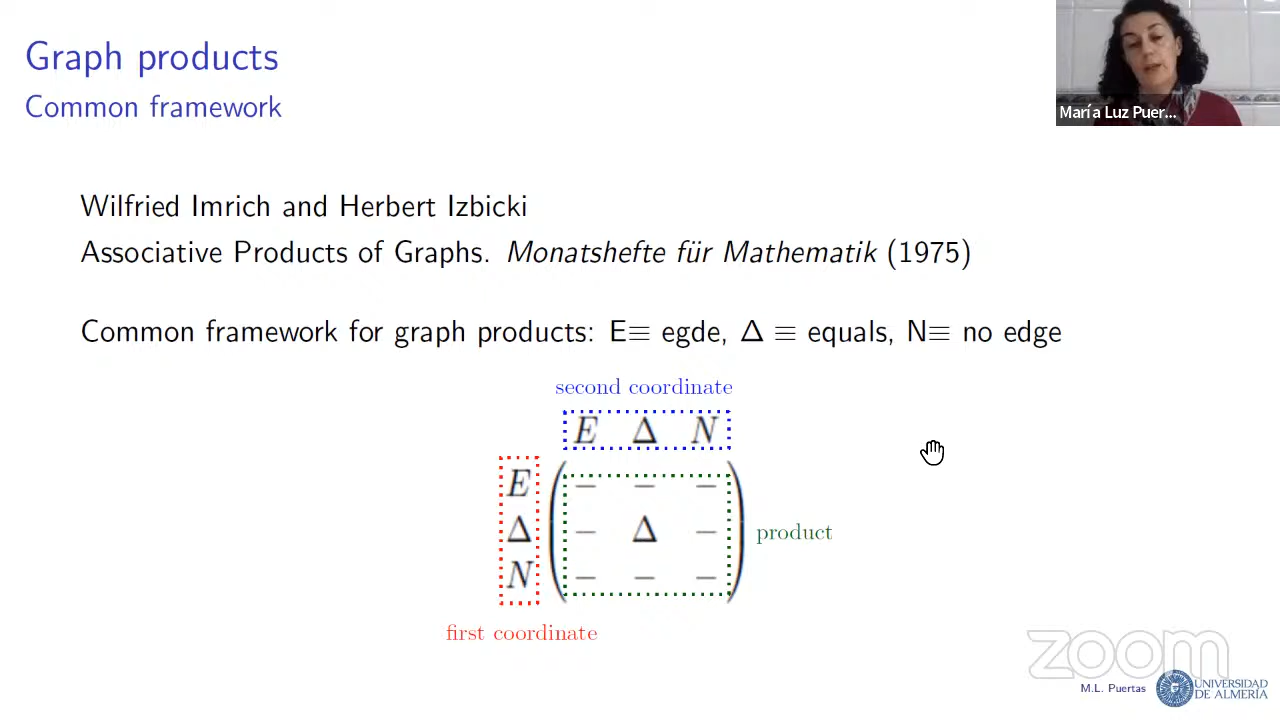 Graph products
Common framework
María Luz Puer...
Wilfried Imrich and Herbert Izbicki
Associative Products of Graphs. Monatshefte für Mathematik (1975)
Common framework for graph products: E≡ egde, Δ ≡ equals, N≡ no edge
second coordinate
E Δ N
E − − −
Δ − Δ −
N − − −
product
first coordinate
zoom
M.L. Puertas
UNIVERSIDAD
DE ALMERÍA